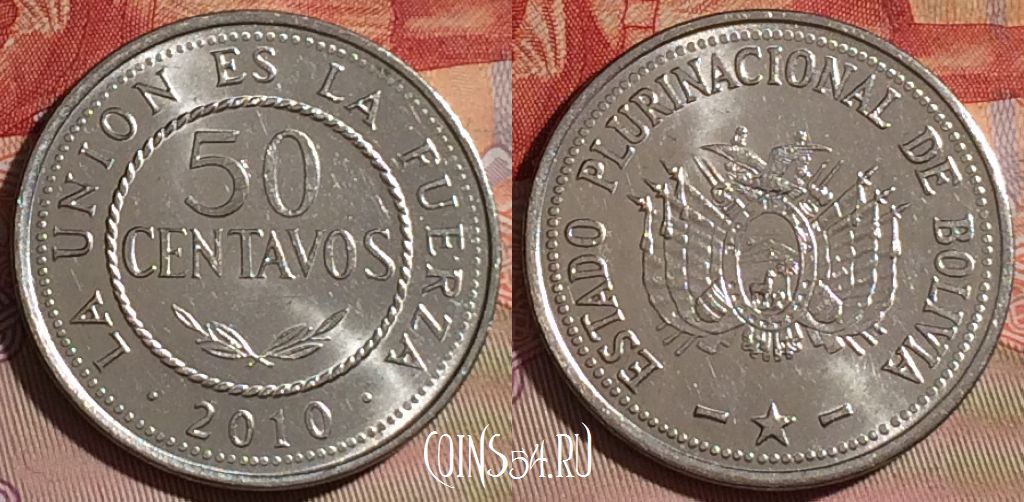 LA UNION ES LA FUERZA
50
CENTAVOS
· 2010 ·
ESTADO PLURINACIONAL DE BOLIVIA
COINS54.RU